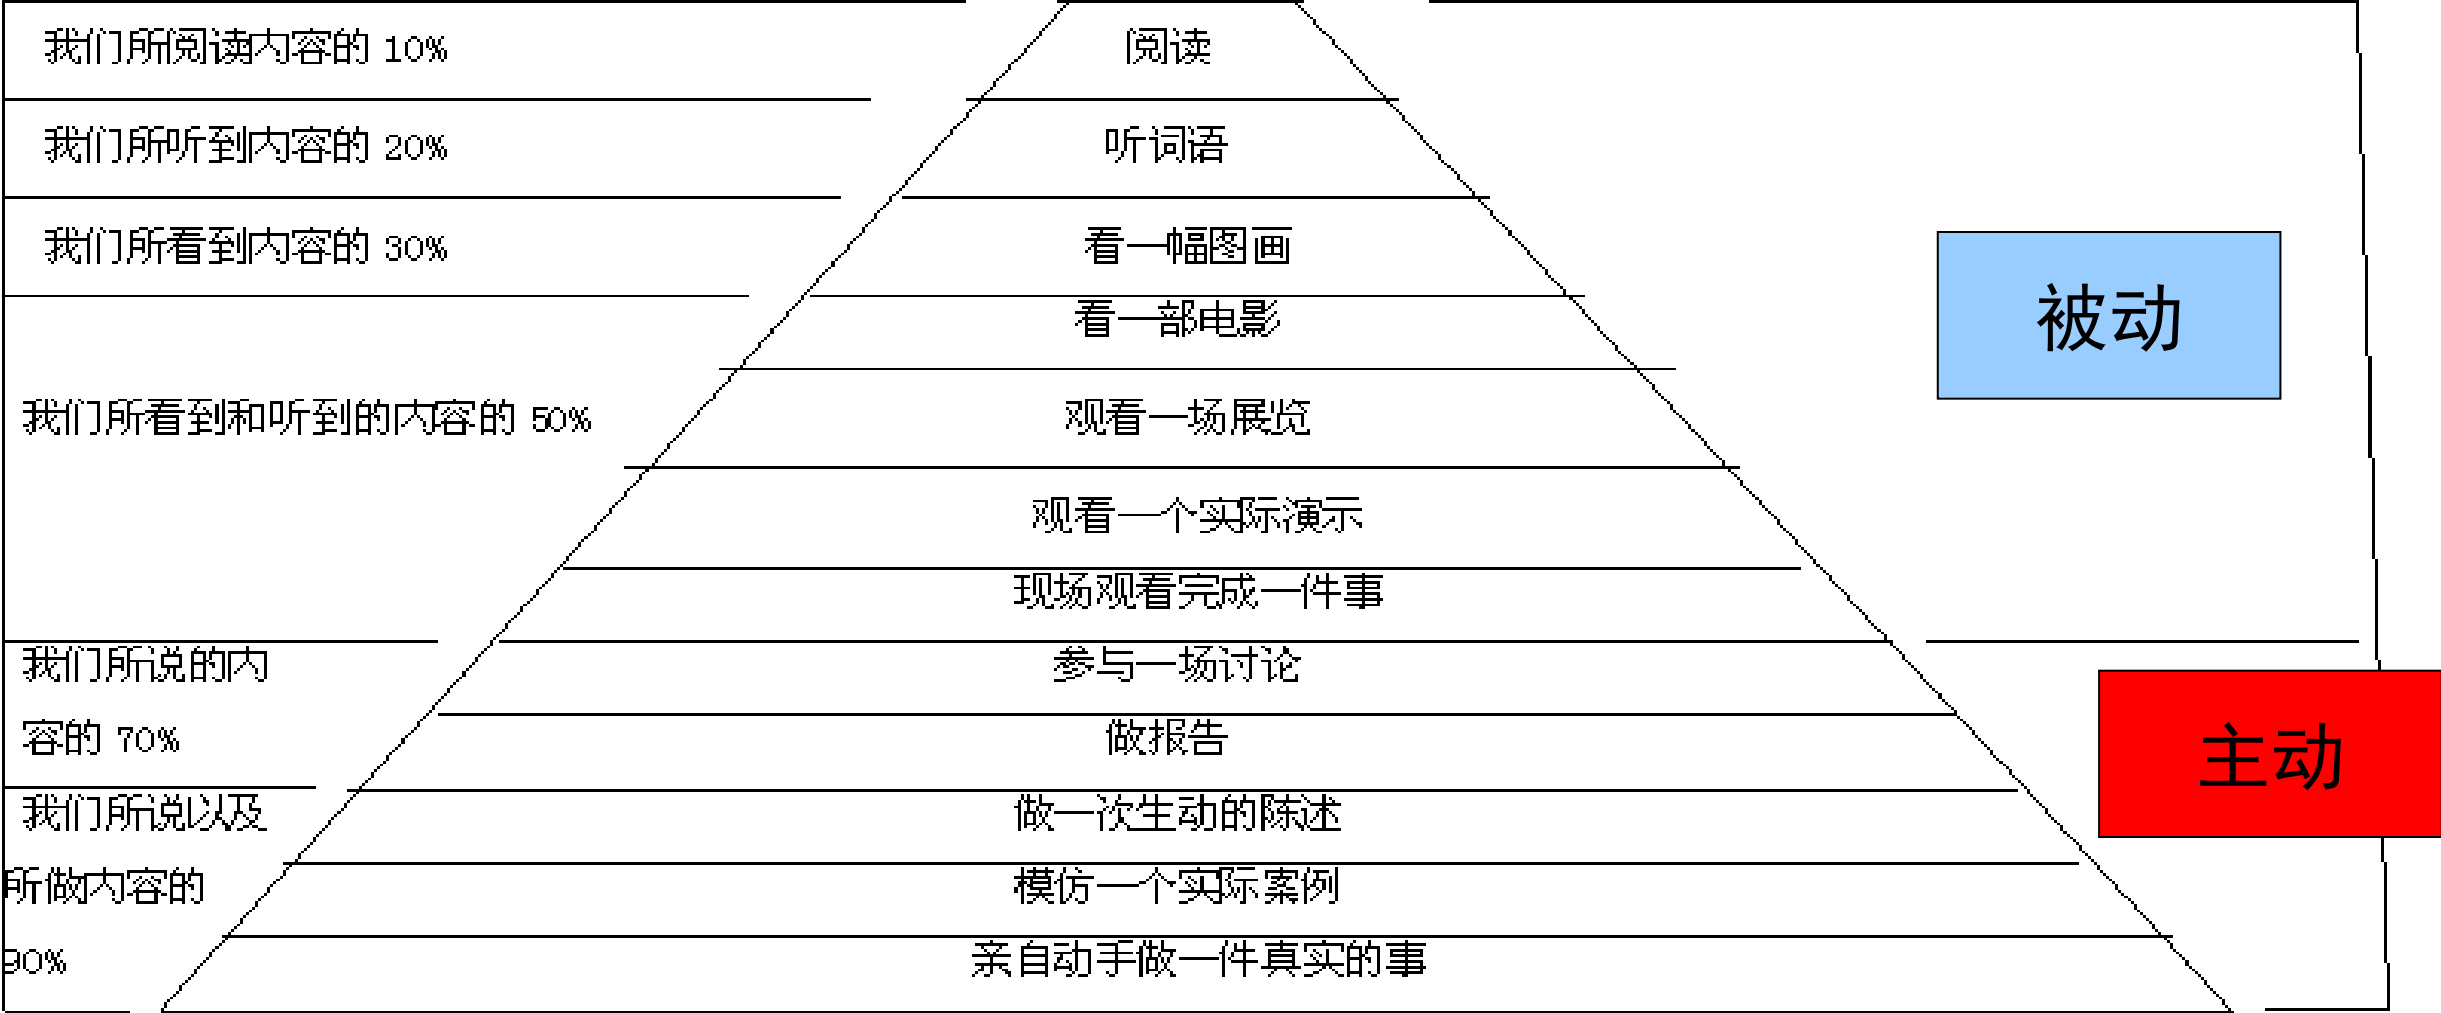 我们所阅读内容的 10%
阅读
我们所听到内容的 20%
听词语
我们所看到内容的 30%
看一幅图画
看一部电影
我们所看到和听到的内容的 50%
观看一场展览
观看一个实际演示
现场观看完成一件事
被动
我们所说的内
容的 70%
参与一场讨论
做报告
我们所说以及
所做内容的
90%
做一次生动的陈述
模仿一个实际案例
亲自动手做一件真实的事
主动